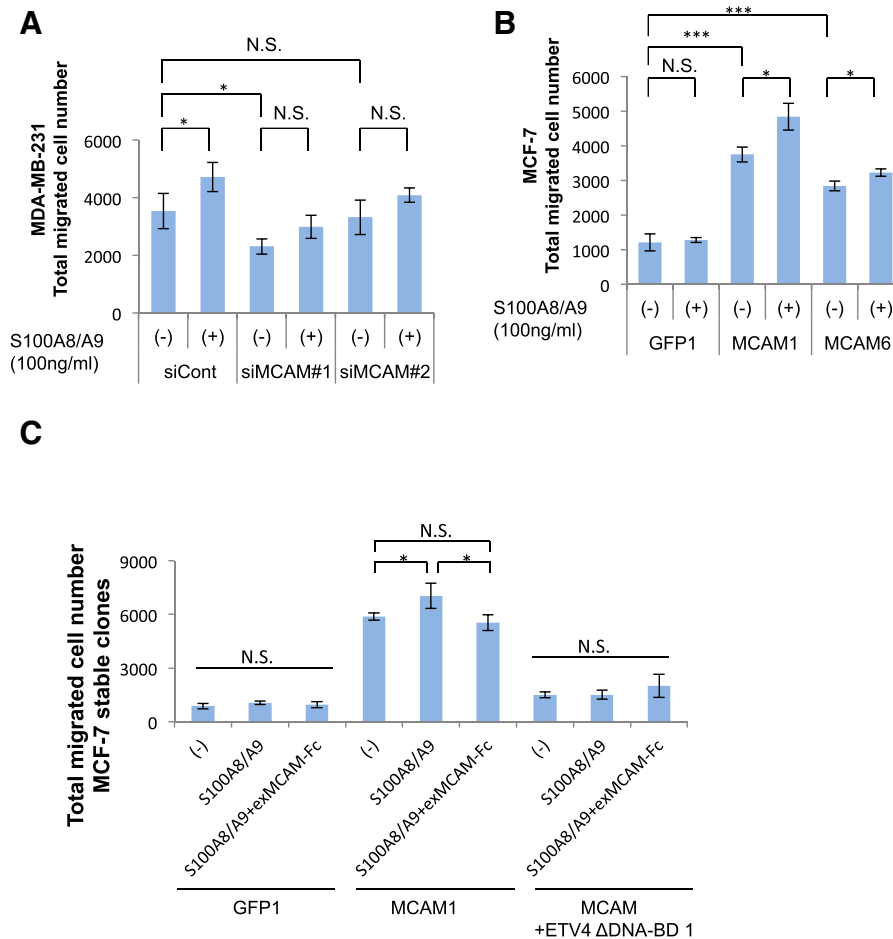 A
N.S.
*
*
N.S.
N.S.
MDA-MB-231
Total migrated cell number
6000
4000
2000
0
S100A8/A9
(100ng/ml)
(-) (+) (-) (+) (-) (+)
siCont siMCAM#1 siMCAM#2
B
***
***
N.S.
*
*
MCF-7
Total migrated cell number
6000
5000
4000
3000
2000
1000
0
S100A8/A9
(100ng/ml)
(-) (+) (-) (+) (-) (+)
GFP1 MCAM1 MCAM6
C
N.S.
* *
N.S.
N.S.
Total migrated cell number
MCF-7 stable clones
9000
6000
3000
0
(-)
S100A8/A9
S100A8/A9+exMCAM-Fc
(-)
S100A8/A9
S100A8/A9+exMCAM-Fc
(-)
S100A8/A9
S100A8/A9+exMCAM-Fc
GFP1
MCAM1
MCAM
+ETV4 ΔDNA-BD 1